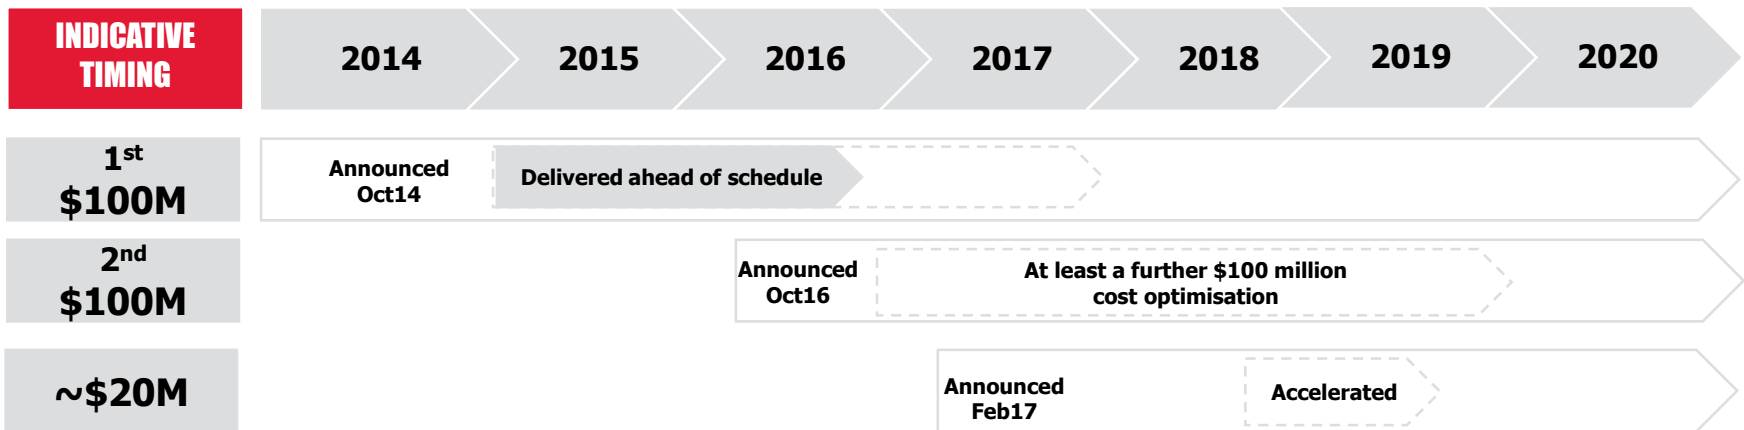 INDICATIVE
TIMING
2014
2015
2016
2017
2018
2019
2020
1st
$100M
Announced
Oct14
Delivered ahead of schedule
2nd
$100M
Announced
Oct16
At least a further $100 million
cost optimisation
~$20M
Announced
Feb17
Accelerated